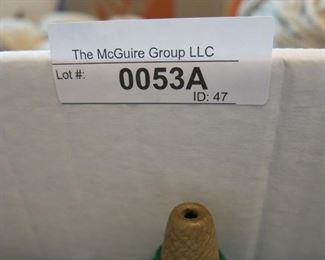 The McGuire Group LLC
Lot #: 0053A
ID: 47